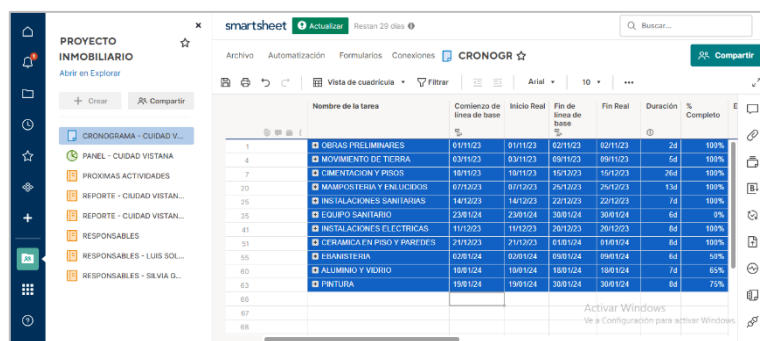 smartsheet Actualizar Restan 29 días Buscar...
PROYECTO INMOBILIARIO
Abrir en Explorar
+ Crear Compartir
CRONOGRAMA - CUIDAD V...
PANEL - CUIDAD VISTANA
PROXIMAS ACTIVIDADES
REPORTE - CLIUDAD VISTAN...
REPORTE - CUIDAD VISTAN...
RESPONSABLES
RESPONSABLES - LUIS SOL...
RESPONSABLES - SILVIA G...
Archivo Automatización Formularios Conexiones CRONOGR Compartir
Vista de cuadrícula Filtrar Arial 10
Nombre de la tarea Comienzo de línea de base Inicio Real Fin de línea de base Fin Real Duración % Completo E
1 OBRAS PRELIMINARES 01/11/23 01/11/23 02/11/23 02/11/23 2d 100%
4 MOVIMIENTO DE TIERRA 03/11/23 03/11/23 09/11/23 09/11/23 5d 100%
7 CIMENTACION Y PISOS 10/11/23 10/11/23 15/12/23 15/12/23 26d 100%
20 MAMPOSTERIA Y ENLUCIDOS 07/12/23 07/12/23 25/12/23 25/12/23 13d 100%
25 INSTALACIONES SANITARIAS 14/12/23 14/12/23 22/12/23 22/12/23 7d 100%
35 EQUIPO SANITARIO 23/01/24 23/01/24 30/01/24 30/01/24 6d 0%
41 INSTALACIONES ELECTRICAS 11/12/23 11/12/23 20/12/23 20/12/23 8d 100%
51 CERAMICA EN PISO Y PAREDES 21/12/23 21/12/23 01/01/24 01/01/24 8d 100%
55 EBANISTERIA 02/01/24 02/01/24 09/01/24 09/01/24 6d 50%
60 ALUMINIO Y VIDRIO 10/01/24 10/01/24 18/01/24 18/01/24 7d 65%
63 PINTURA 19/01/24 19/01/24 30/01/24 30/01/24 8d 75%
66
67
68
Activar Windows
Ve a Configuración para activar Windows.